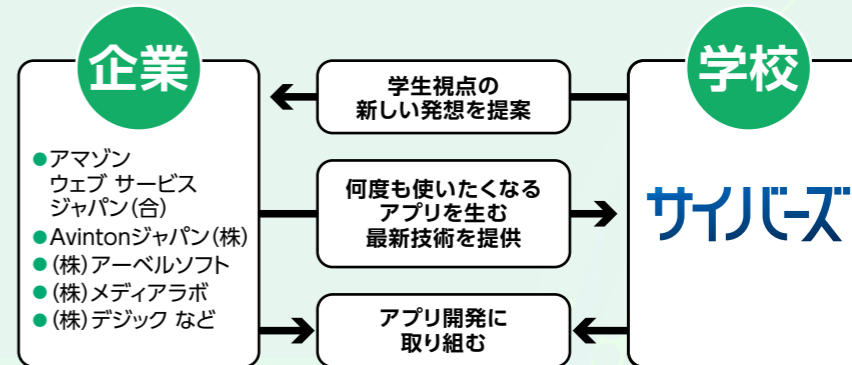 企業
●アマゾン
ウェブ サービス
ジャパン(合)
●Avintonジャパン(株)
●(株)アーベルソフト
●(株)メディアラボ
●(株)デジック など
学生視点の
新しい発想を提案
何度も使いたくなる
アプリを生む
最新技術を提供
アプリ開発に
取り組む
学校
サイバーズ